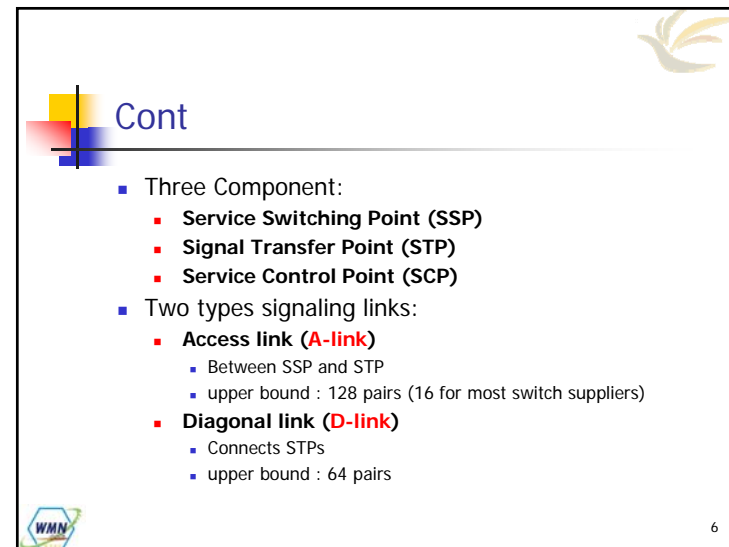 Cont
Three Component:
Service Switching Point (SSP)
Signal Transfer Point (STP)
Service Control Point (SCP)
Two types signaling links:
Access link (A-link)
Between SSP and STP
upper bound : 128 pairs (16 for most switch suppliers)
Diagonal link (D-link)
Connects STPs
upper bound : 64 pairs
WMN
6